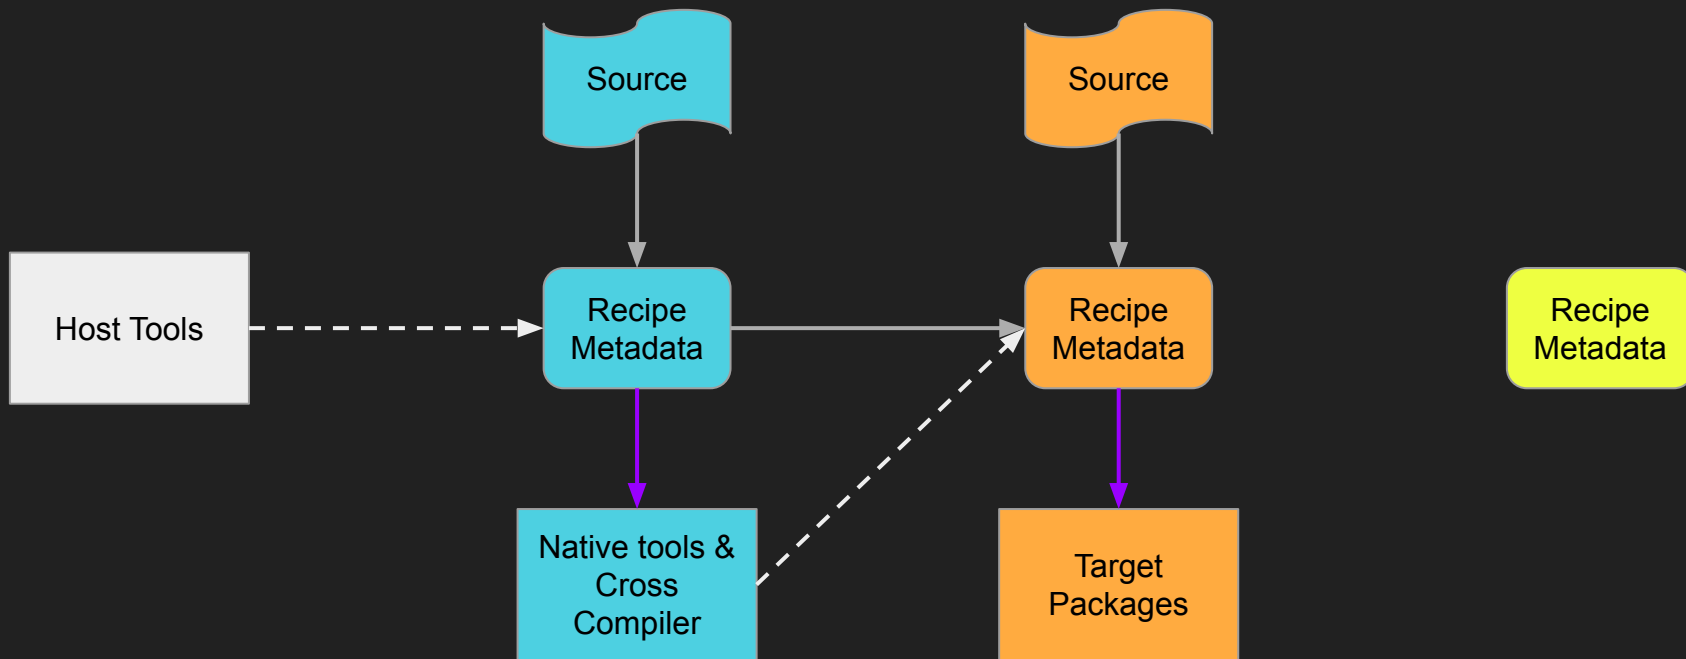 Source
Source
Host Tools
Recipe
Metadata
Recipe
Metadata
Recipe
Metadata
Native tools &
Cross
Compiler
Target
Packages